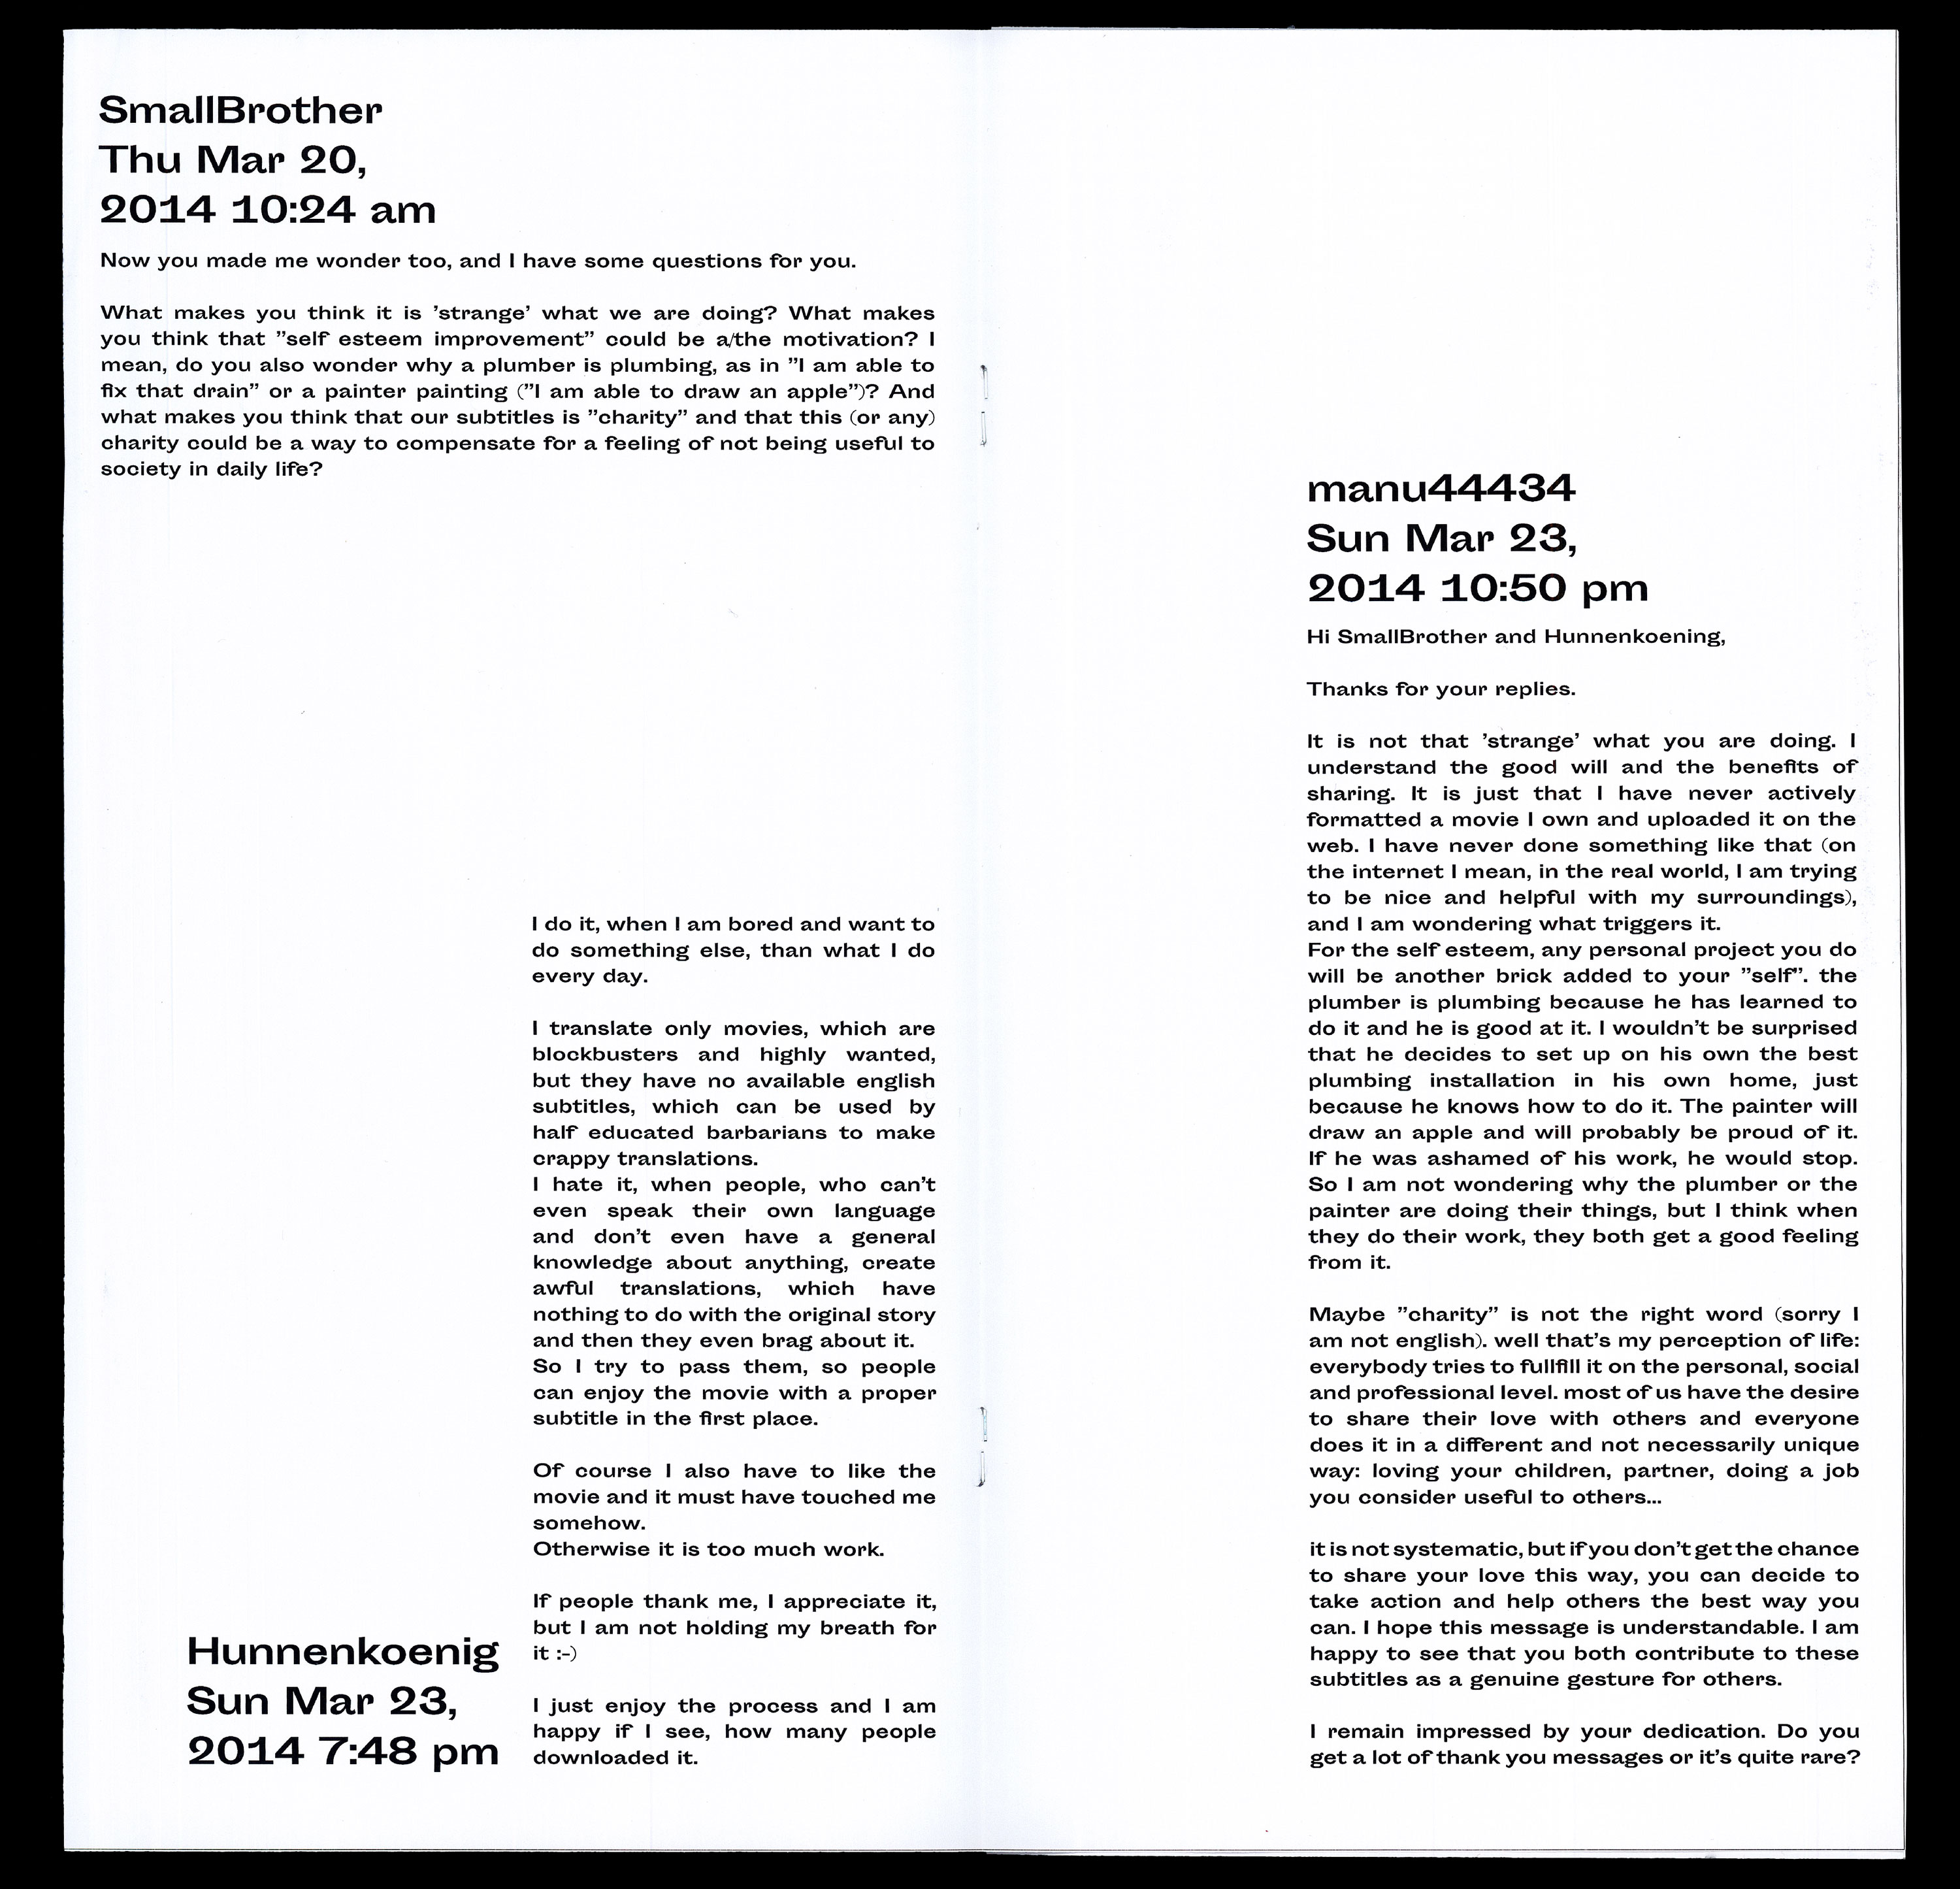 SmallBrother
Thu Mar 20,
2014 10:24 am
Now you made me wonder too, and I have some questions for you.
What makes you think it is ’strange’ what we are doing? What makes
you think that ”self esteem improvement” could be a/the motivation? I
mean, do you also wonder why a plumber is plumbing, as in ”I am able to
fix that drain” or a painter painting (”I am able to draw an apple”)? And
what makes you think that our subtitles is ”charity” and that this (or any)
charity could be a way to compensate for a feeling of not being useful to
society in daily life?
Hunnenkoenig
Sun Mar 23,
2014 7:48 pm
I do it, when I am bored and want to
do something else, than what I do
every day.
I translate only movies, which are
blockbusters and highly wanted,
but they have no available english
subtitles, which can be used by
half educated barbarians to make
crappy translations.
I hate it, when people, who can’t
even speak their own language
and don’t even have a general
knowledge about anything, create
awful translations, which have
nothing to do with the original story
and then they even brag about it.
So I try to pass them, so people
can enjoy the movie with a proper
subtitle in the first place.
Of course I also have to like the
movie and it must have touched me
somehow.
Otherwise it is too much work.
If people thank me, I appreciate it,
but I am not holding my breath for
it :-)
I just enjoy the process and I am
happy if I see, how many people
downloaded it.
manu44434
Sun Mar 23,
2014 10:50 pm
Hi SmallBrother and Hunnenkoening,
Thanks for your replies.
It is not that ’strange’ what you are doing. I
understand the good will and the benefits of
sharing. It is just that I have never actively
formatted a movie I own and uploaded it on the
web. I have never done something like that (on
the internet I mean, in the real world, I am trying
to be nice and helpful with my surroundings),
and I am wondering what triggers it.
For the self esteem, any personal project you do
will be another brick added to your ”self”. the
plumber is plumbing because he has learned to
do it and he is good at it. I wouldn’t be surprised
that he decides to set up on his own the best
plumbing installation in his own home, just
because he knows how to do it. The painter will
draw an apple and will probably be proud of it.
If he was ashamed of his work, he would stop.
So I am not wondering why the plumber or the
painter are doing their things, but I think when
they do their work, they both get a good feeling
from it.
Maybe ”charity” is not the right word (sorry I
am not english). well that’s my perception of life:
everybody tries to fullfill it on the personal, social
and professional level. most of us have the desire
to share their love with others and everyone
does it in a different and not necessarily unique
way: loving your children, partner, doing a job
you consider useful to others...
it is not systematic, but if you don’t get the chance
to share your love this way, you can decide to
take action and help others the best way you
can. I hope this message is understandable. I am
happy to see that you both contribute to these
subtitles as a genuine gesture for others.
I remain impressed by your dedication. Do you
get a lot of thank you messages or it’s quite rare?